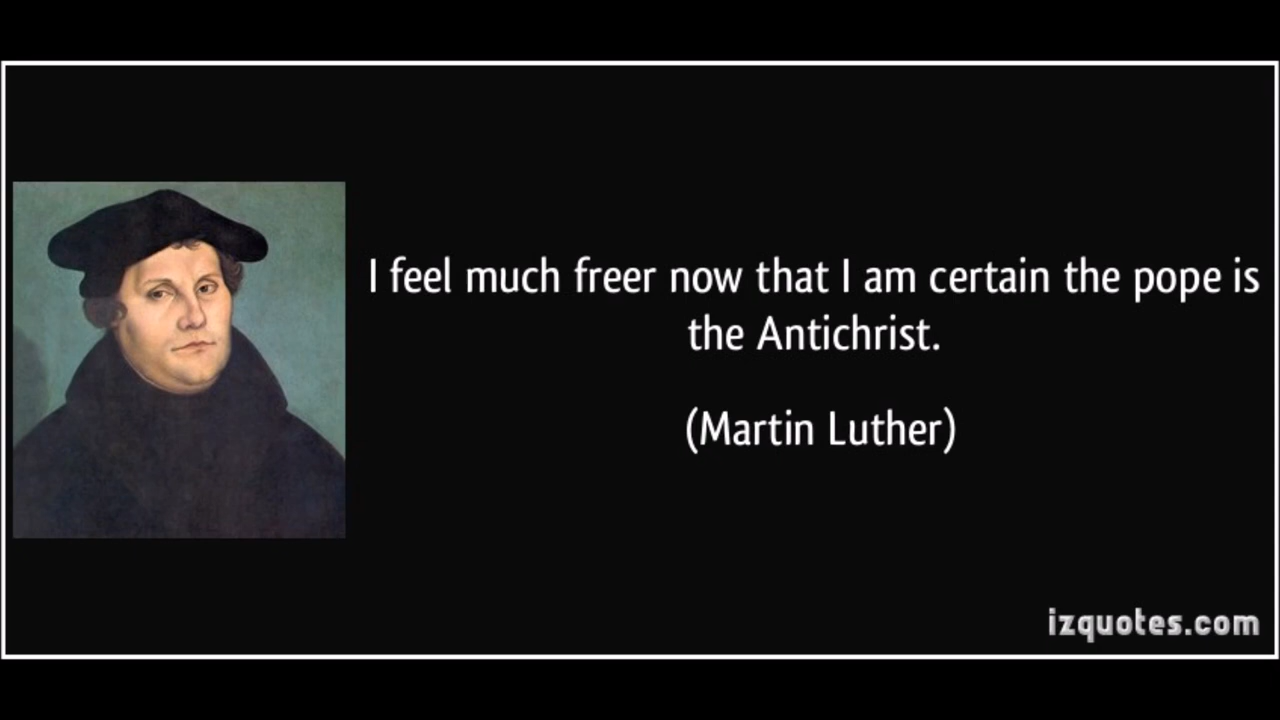 I feel much freer now that I am certain the pope is
the Antichrist.
(Martin Luther)
izquotes.com